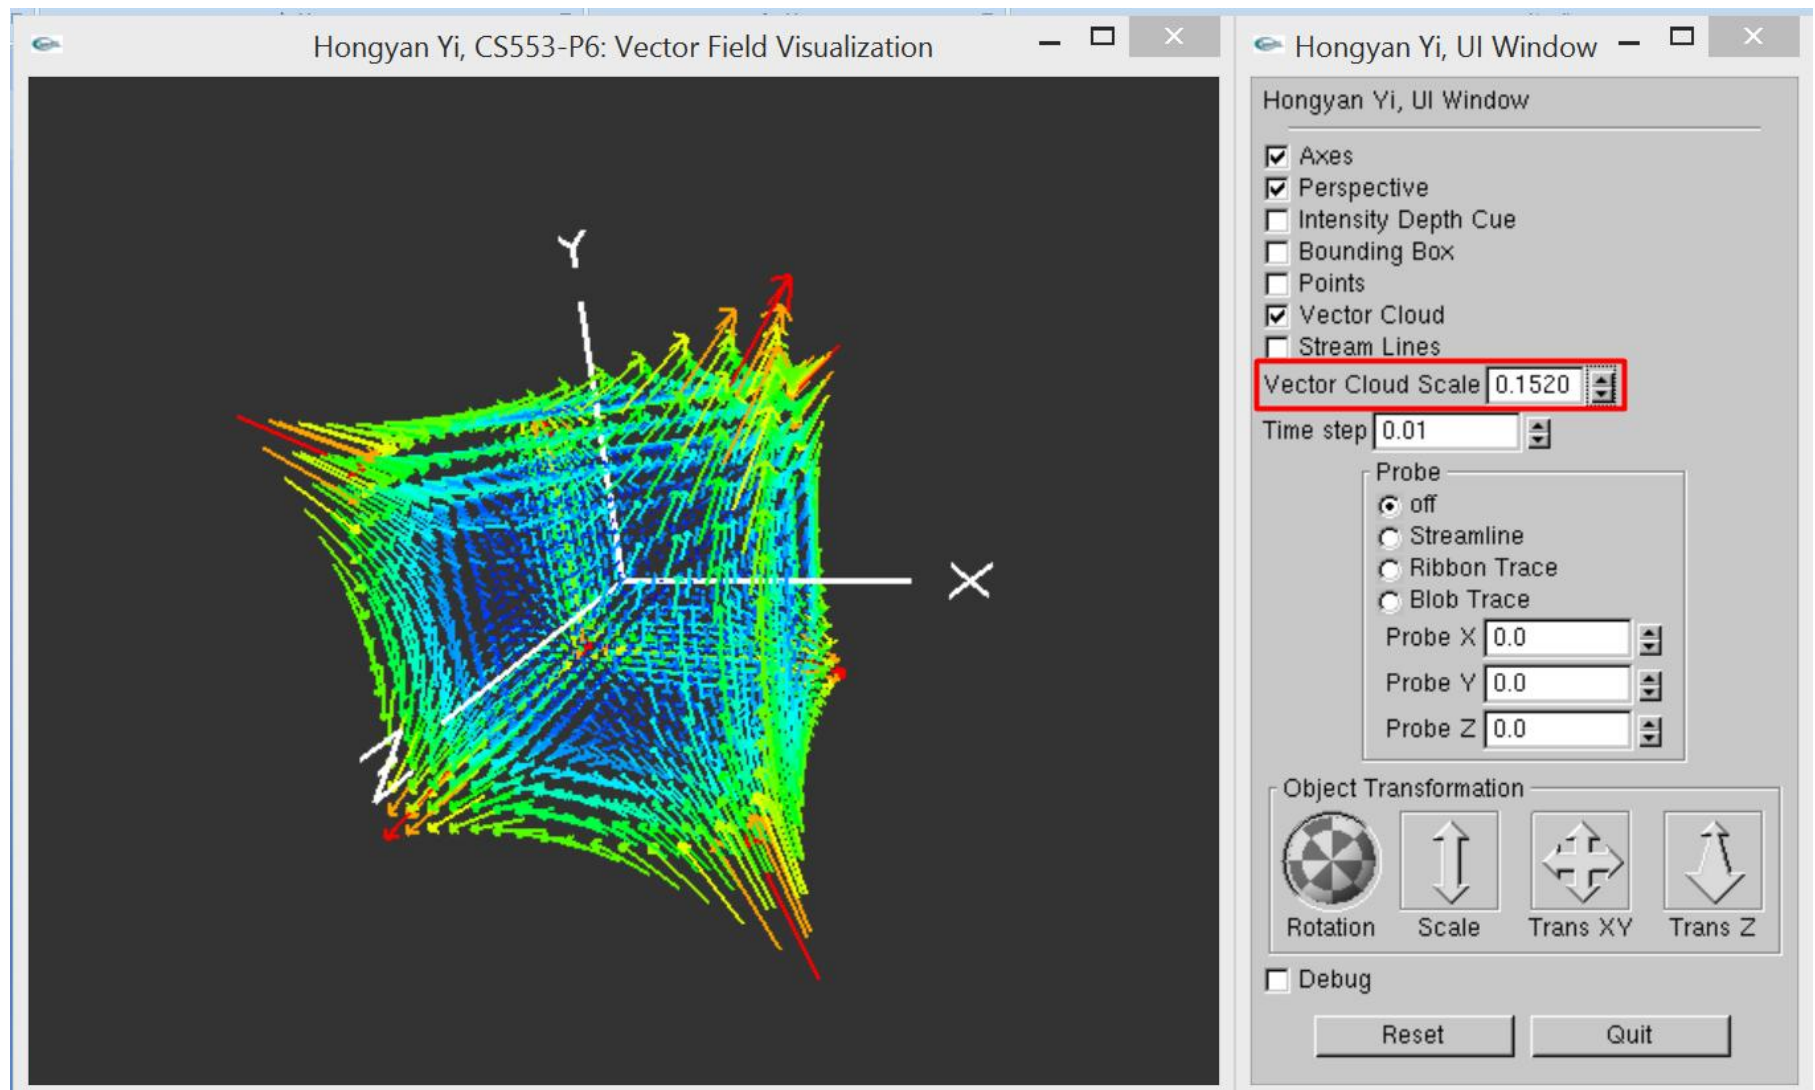 Hongyan Yi, CS553-P6: Vector Field Visualization
Y
X
Z
Hongyan Yi, UI Window
Hongyan Yi, UI Window
Axes
Perspective
Intensity Depth Cue
Bounding Box
Points
Vector Cloud
Stream Lines
Vector Cloud Scale 0.1520
Time step 0.01
Probe
off
Streamline
Ribbon Trace
Blob Trace
Probe X 0.0
Probe Y 0.0
Probe Z 0.0
Object Transformation
Rotation Scale Trans XY Trans Z
Debug
Reset Quit